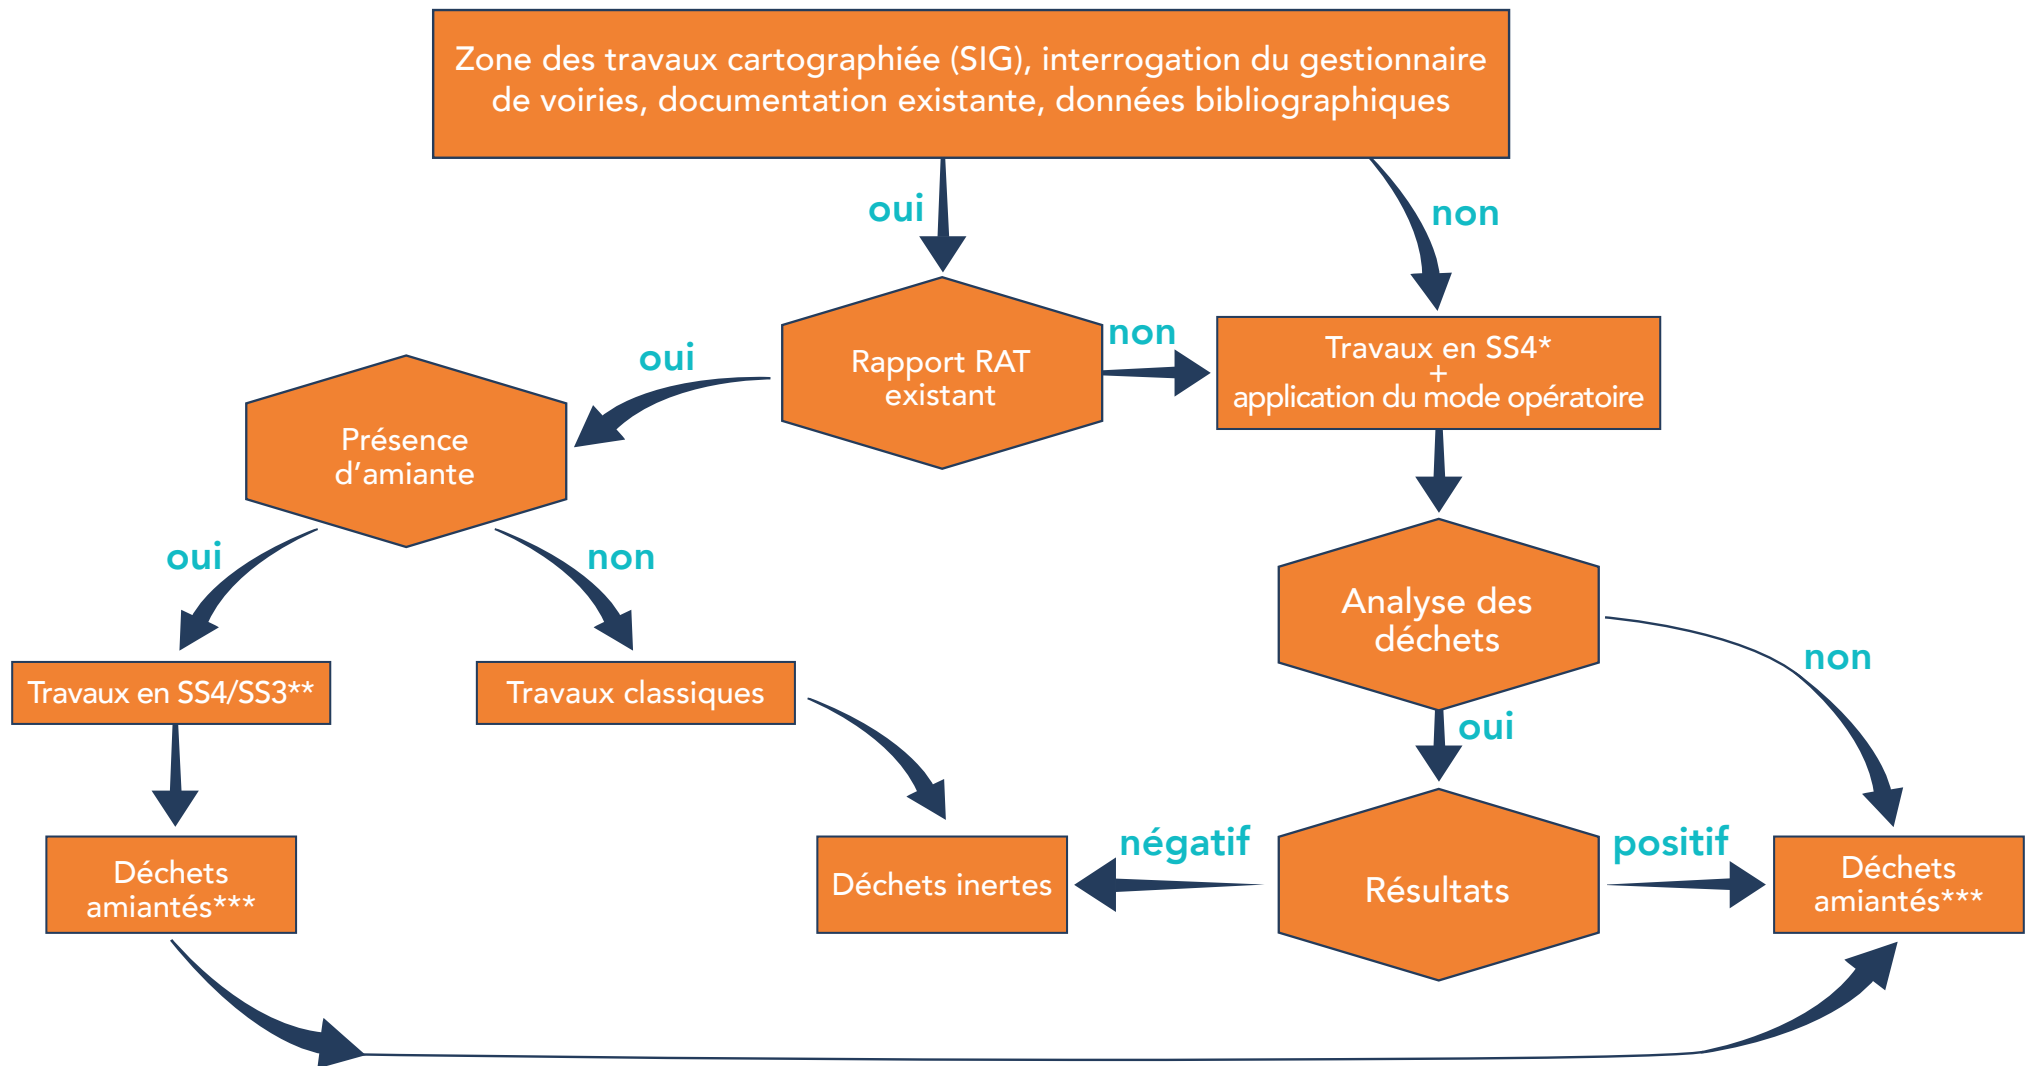 Zone des travaux cartographiée (SIG), interrogation du gestionnaire
de voiries, documentation existante, données bibliographiques
oui
non
Rapport RAT
existant
oui
non
Travaux en SS4*
+
application du mode opératoire
Présence
d’amiante
oui
non
Travaux en SS4/SS3**
Travaux classiques
Analyse des
déchets
non
oui
Déchets
amiantés***
Déchets inertes
négatif
Résultats
positif
Déchets
amiantés***